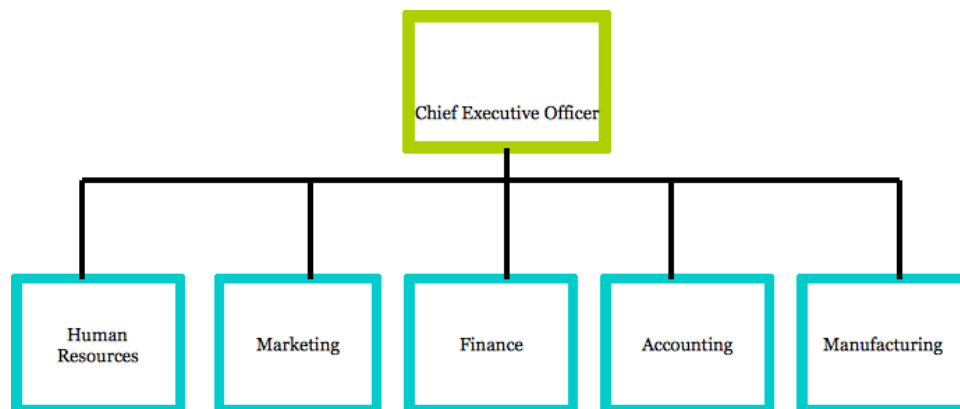 Chief Executive Officer
Human
Resources
Marketing
Finance
Accounting
Manufacturing